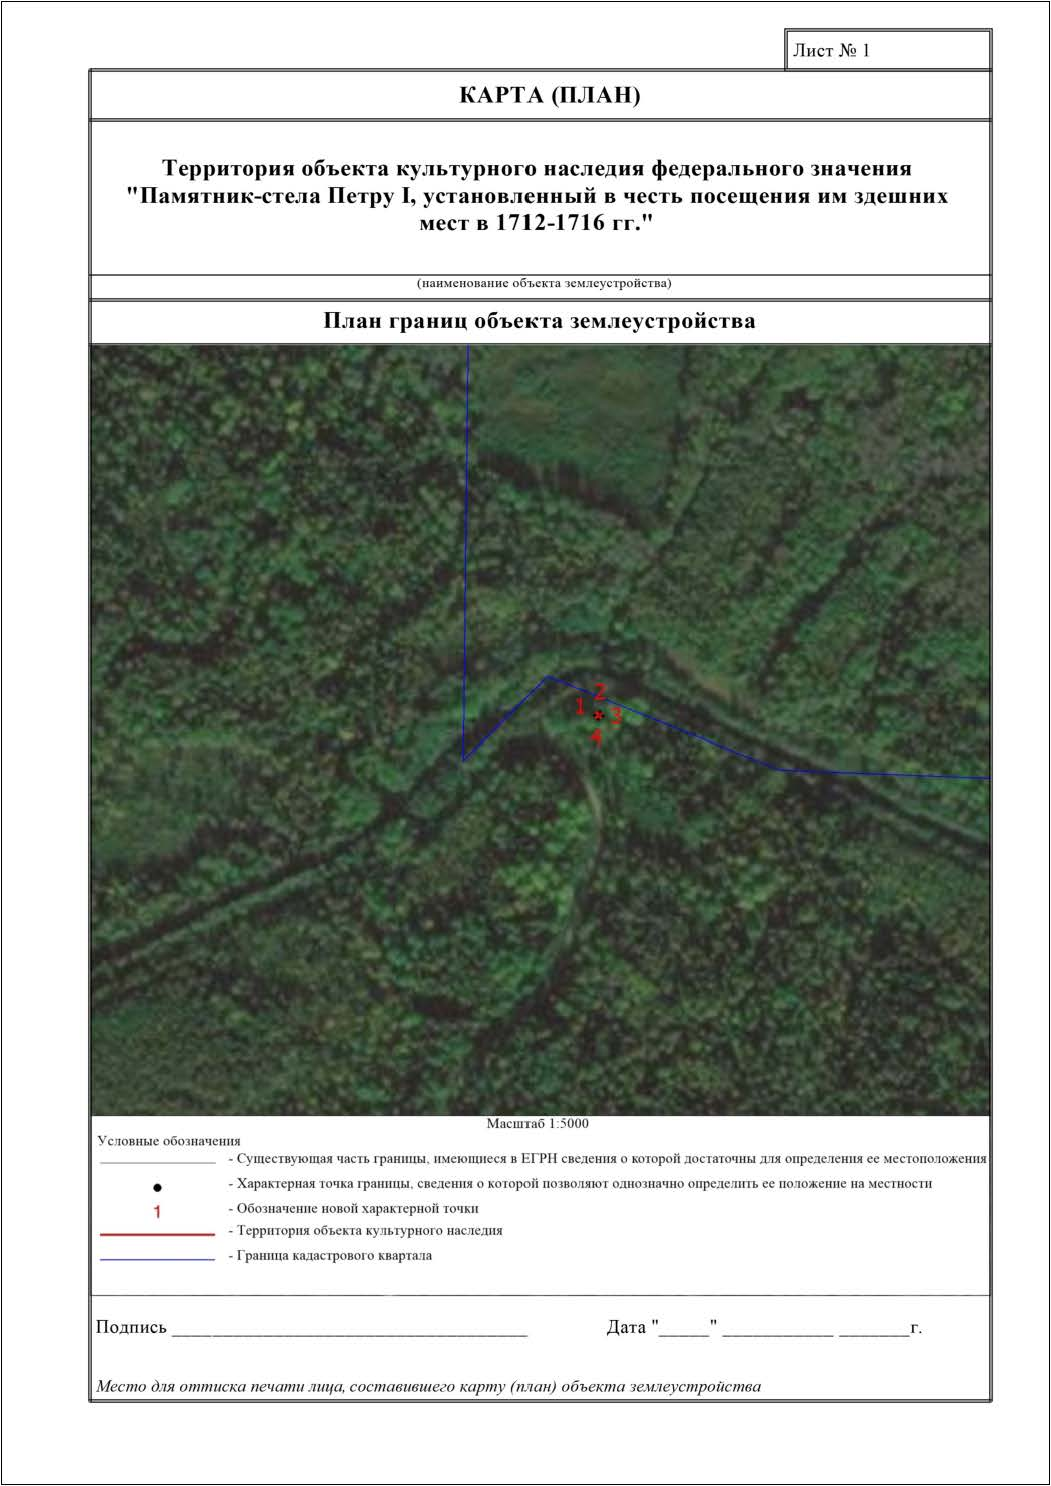 Лист № 1
КАРТА (ПЛАН)
Территория объекта культурного наследия федерального значения
"Памятник-стела Петру I, установленный в честь посещения им здешних
мест в 1712-1716 гг."
(наименование объекта землеустройства)
План границ объекта землеустройства
2
1
3
4
Масштаб 1:5000
Условные обозначения
- Существующая часть границы, имеющиеся в ЕГРН сведения о которой достаточны для определения ее местоположения
- Характерная точка границы, сведения о которой позволяют однозначно определить ее положение на местности
1 - Обозначение новой характерной точки
- Территория объекта культурного наследия
- Граница кадастрового квартала
Подпись ____________________________________ Дата "_____" ___________ _______г.
Место для оттиска печати лица, составившего карту (план) объекта землеустройства